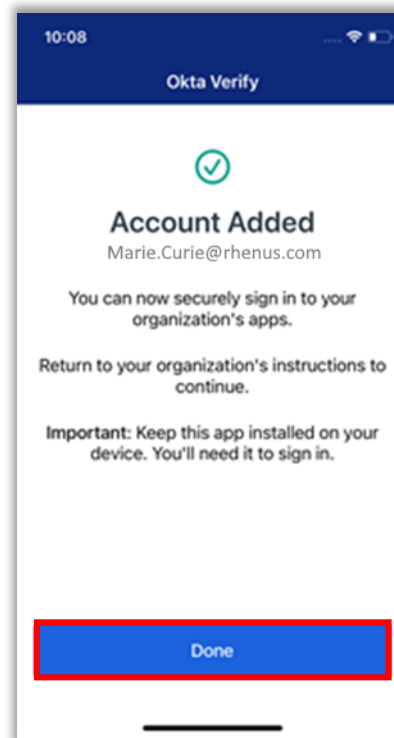 10:08
Okta Verify
Account Added
Marie.Curie@rhenus.com
You can now securely sign in to your
organization's apps.
Return to your organization's instructions to
continue.
Important: Keep this app installed on your
device. You'll need it to sign in.
Done